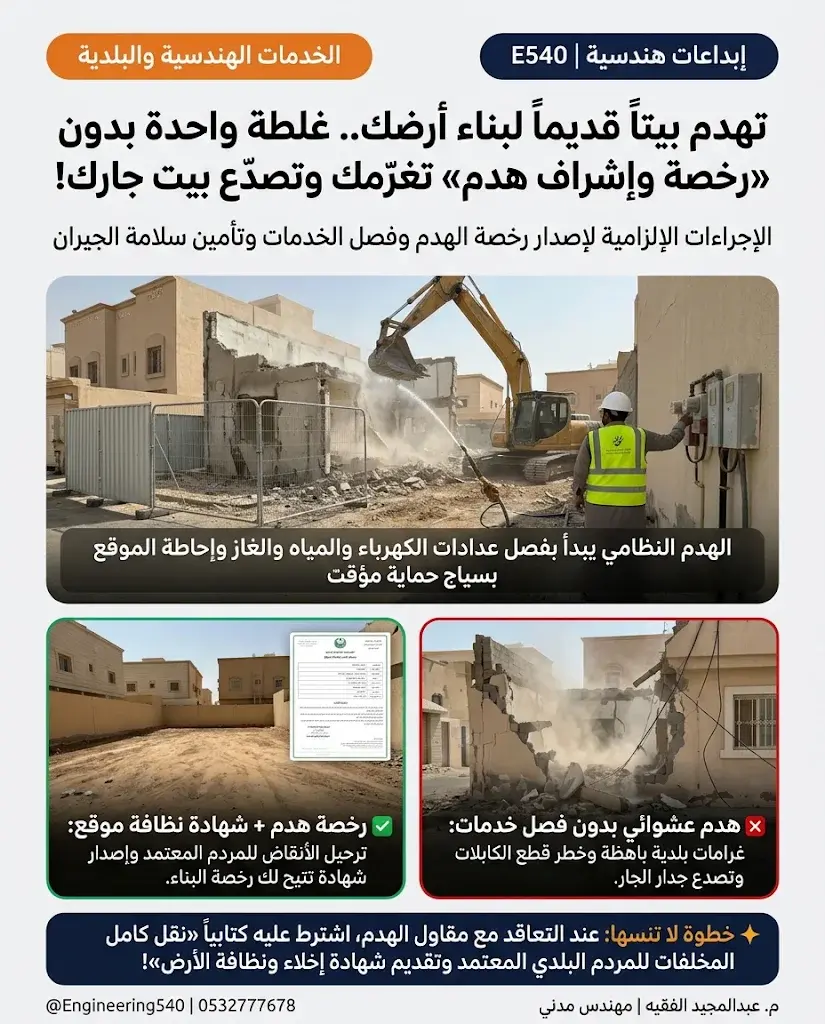 إبداعات هندسية | E540
الخدمات الهندسية والبلدية
تهدم بيتاً قديماً لبناء أرضك.. غلطة واحدة بدون
«رخصة وإشراف هدم» تغرّمك وتصدّع بيت جارك!
الإجراءات الإلزامية لإصدار رخصة الهدم وفصل الخدمات وتأمين سلامة الجيران
الهدم النظامي يبدأ بفصل عدادات الكهرباء والمياه والغاز وإحاطة الموقع
بسياج حماية مؤقت
هدم عشوائي بدون فصل خدمات:
غرامات بلدية باهظة وخطر قطع الكابلات
وتصدع جدار الجار.
رخصة هدم + شهادة نظافة موقع:
ترحيل الأنقاض للمردم المعتمد وإصدار
شهادة تتيح لك رخصة البناء.
خطوة لا تنسها: عند التعاقد مع مقاول الهدم، اشترط عليه كتابياً «نقل كامل
المخلفات للمردم البلدي المعتمد وتقديم شهادة إخلاء ونظافة الأرض»!
م. عبدالمجيد الفقيه | مهندس مدني
@Engineering540 | 0532777678